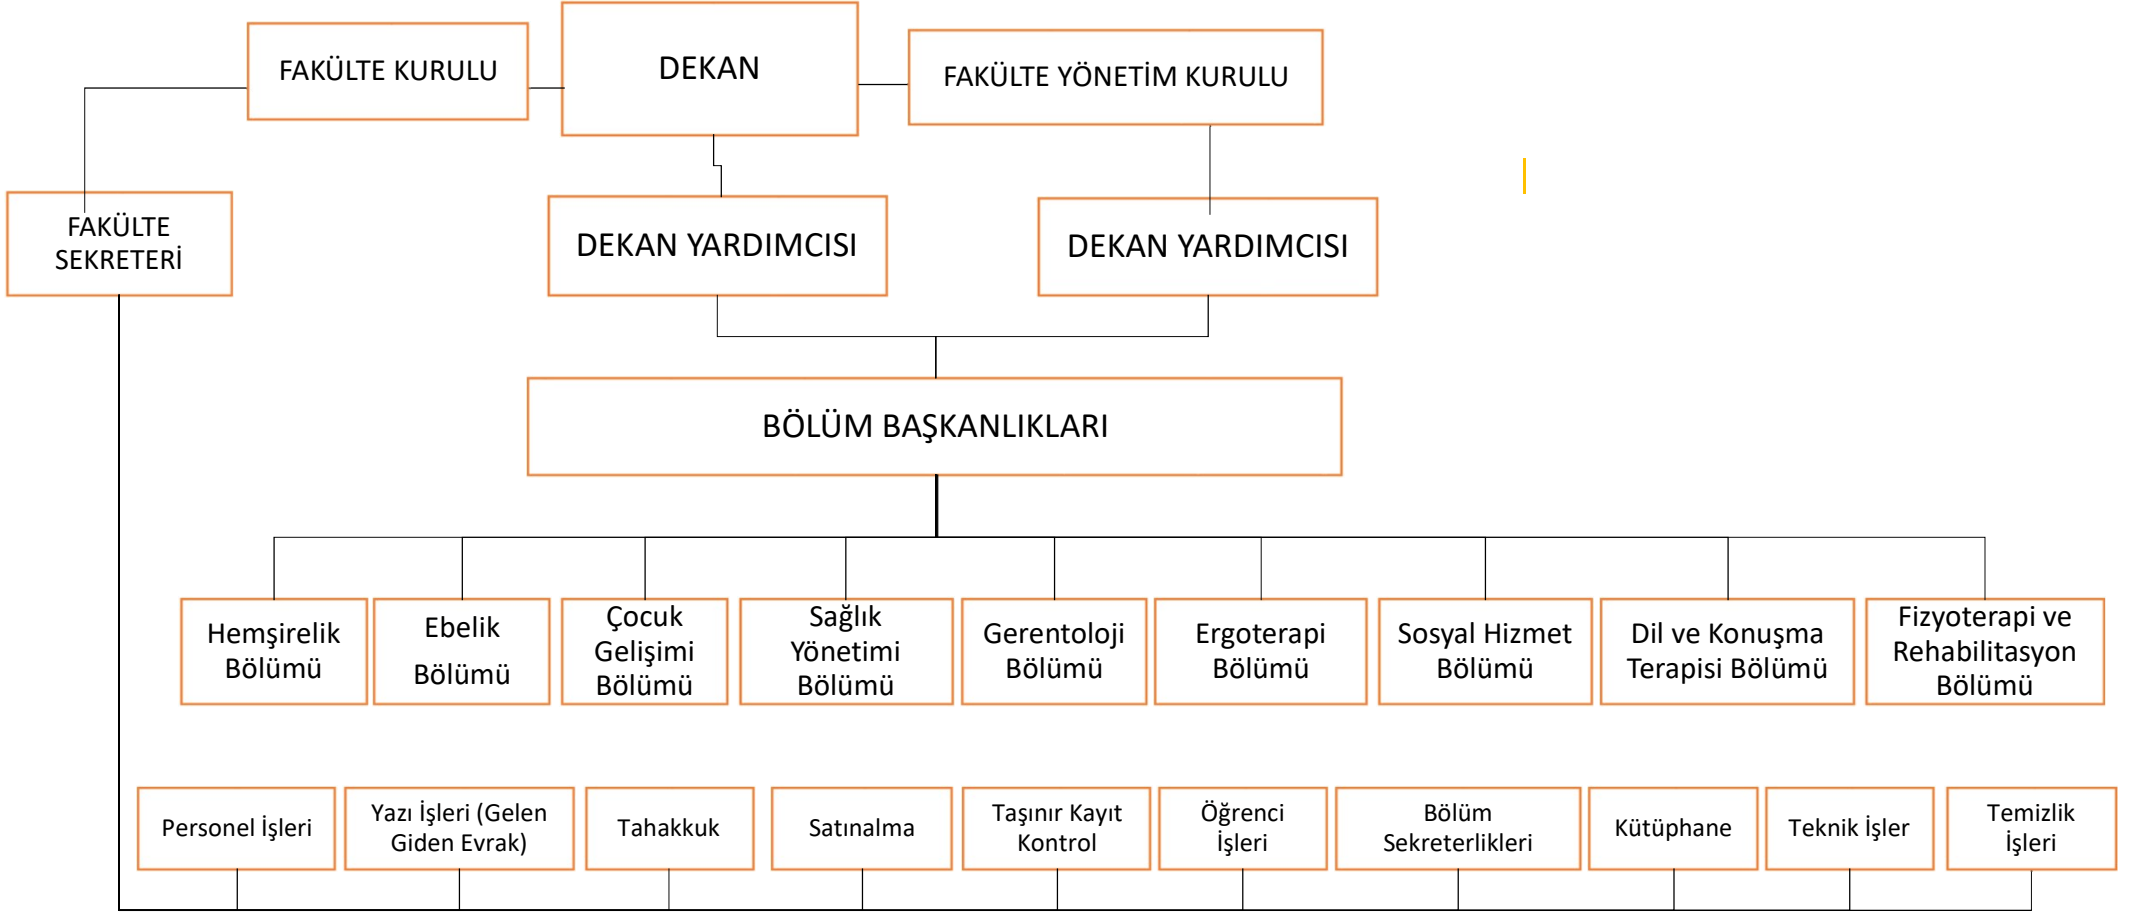 FAKÜLTE KURULU
DEKAN
FAKÜLTE YÖNETİM KURULU
FAKÜLTE
SEKRETERİ
DEKAN YARDIMCISI
DEKAN YARDIMCISI
BÖLÜM BAŞKANLIKLARI
Hemşirelik
Bölümü
Ebelik
Bölümü
Çocuk
Gelişimi
Bölümü
Sağlık
Yönetimi
Bölümü
Gerentoloji
Bölümü
Ergoterapi
Bölümü
Sosyal Hizmet
Bölümü
Dil ve Konuşma
Terapisi Bölümü
Fizyoterapi ve
Rehabilitasyon
Bölümü
Personel İşleri
Yazı İşleri (Gelen
Giden Evrak)
Tahakkuk
Satınalma
Taşınır Kayıt
Kontrol
Öğrenci
İşleri
Bölüm
Sekreterlikleri
Kütüphane
Teknik İşler
Temizlik
İşleri